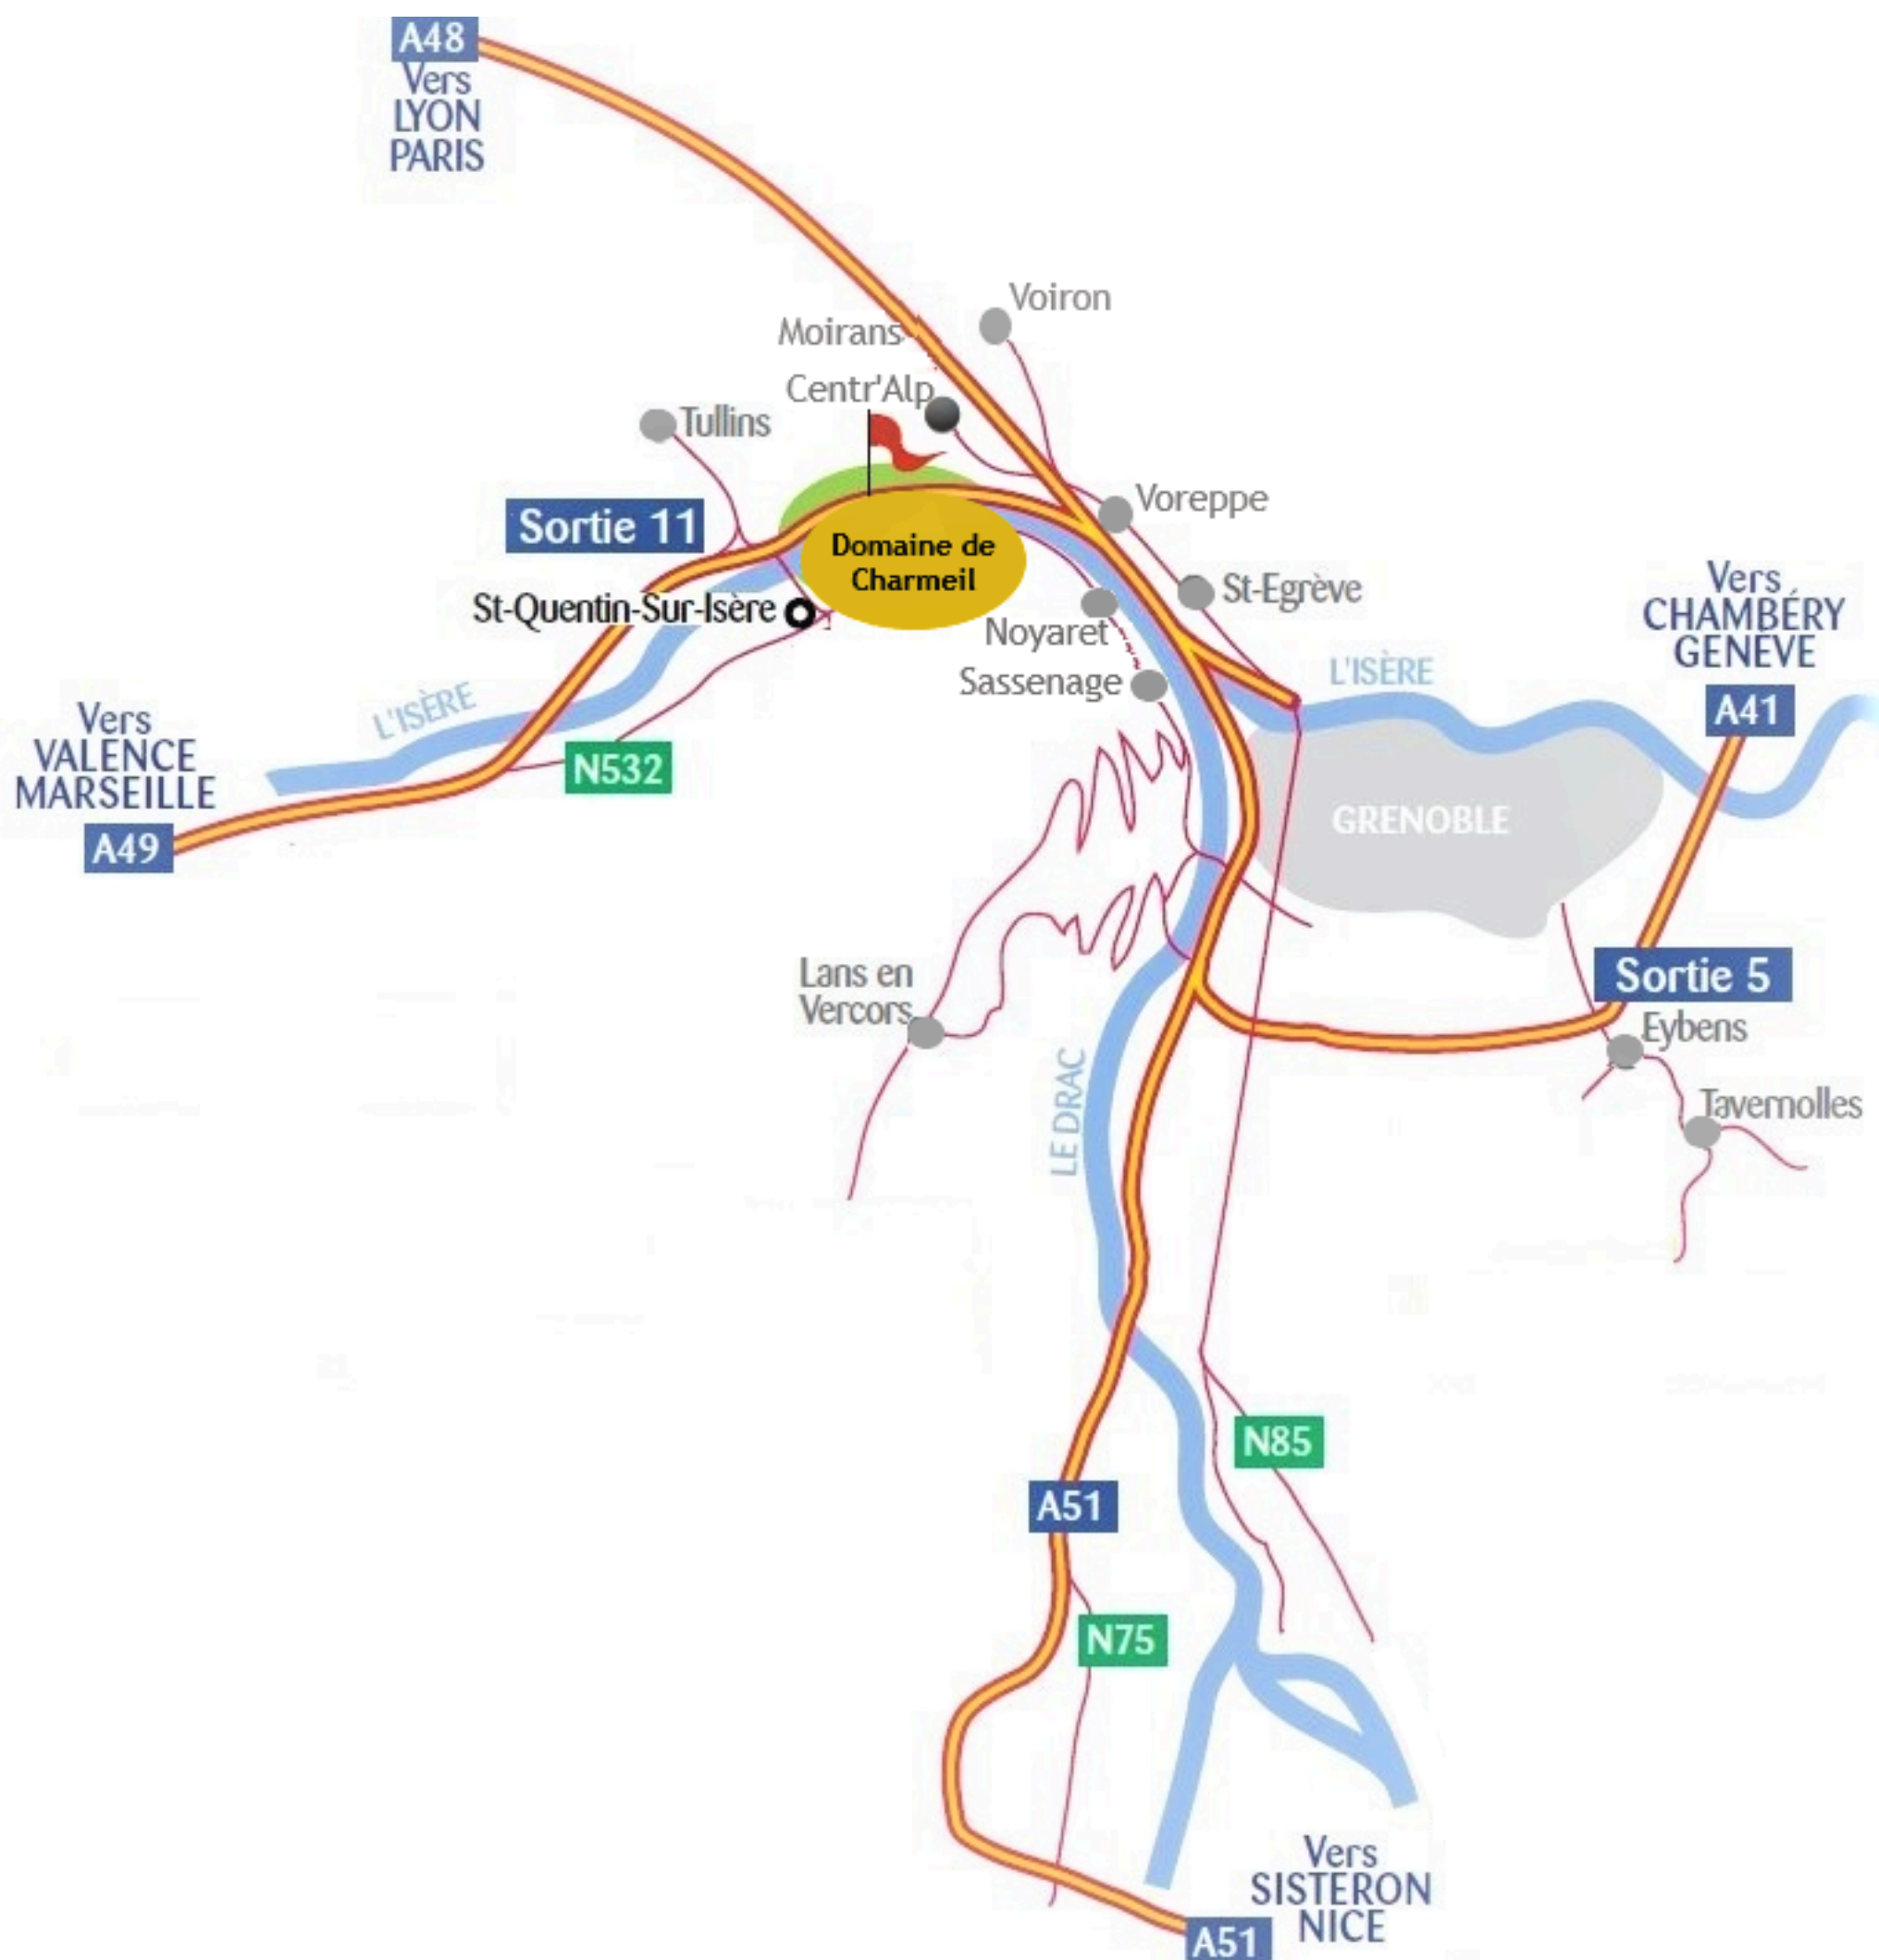 A48
Vers
LYON
PARIS
Voiron
Moirans
Centr'Alp
Tullins
Voreppe
Sortie 11
Domaine de
Charmeil
St-Egrève
St-Quentin-Sur-Isère
Noyaret
Sassenage
L'ISÈRE
Vers
CHAMBÉRY
GENÉVE
A41
L'ISÈRE
Vers
VALENCE
MARSEILLE
A49
N532
GRENOBLE
Lans en
Vercors
Sortie 5
Eybens
Tavernolles
LE DRAC
N85
A51
N75
Vers
SISTERON
NICE
A51